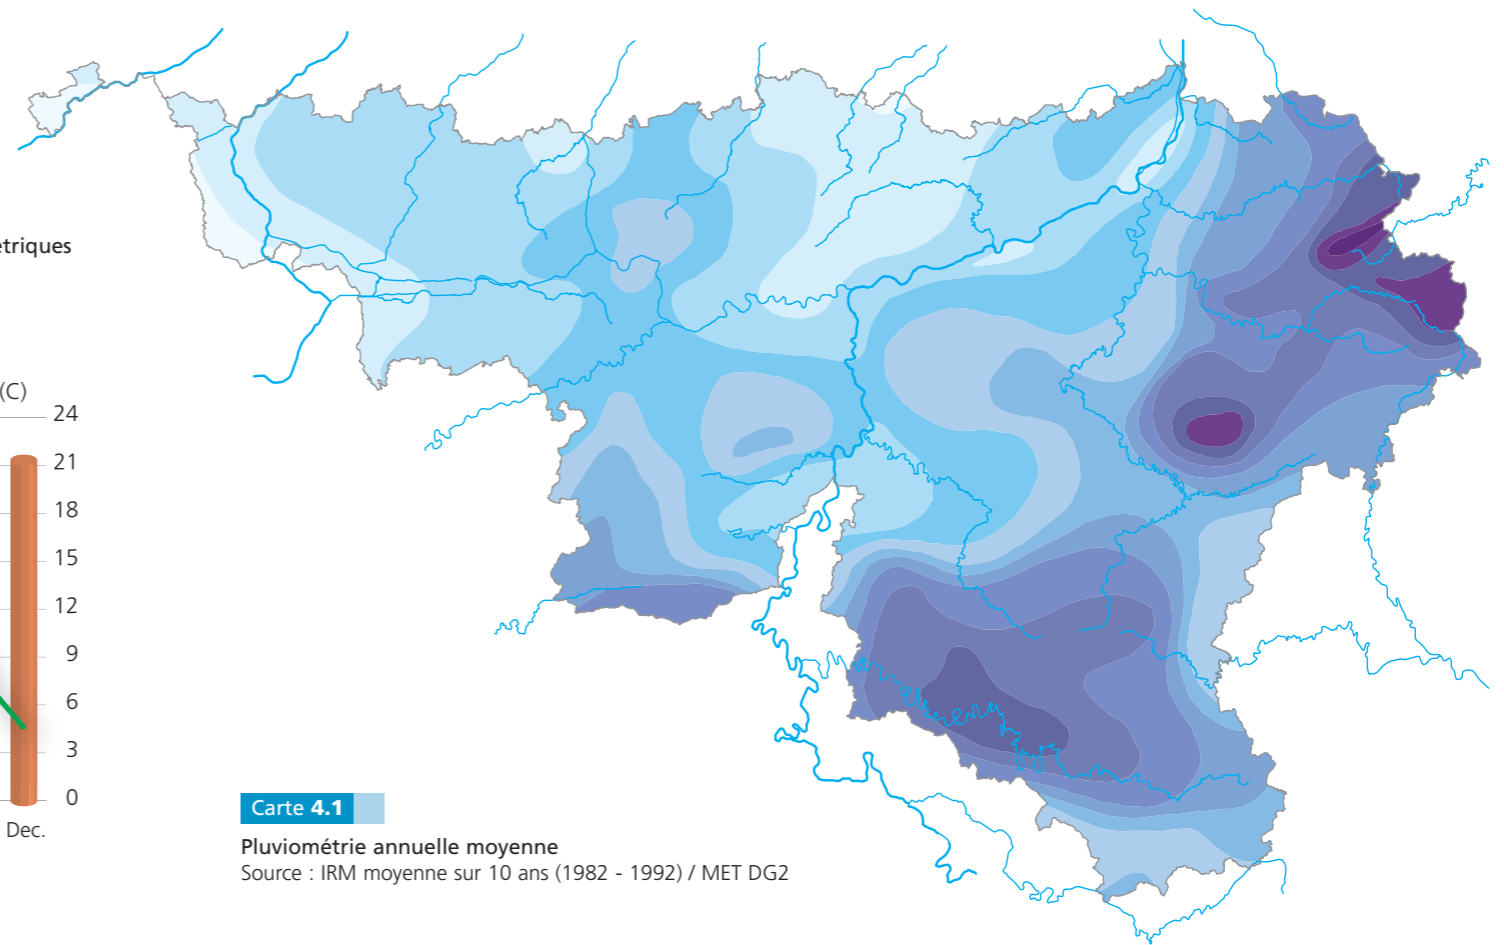 étriques
(C)
24
21
18
15
12
9
6
3
0
Dec.
Carte 4.1
Pluviométrie annuelle moyenne
Source : IRM moyenne sur 10 ans (1982 - 1992) / MET DG2